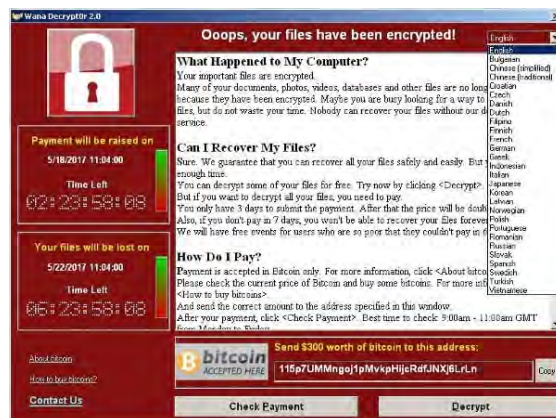 Wana Decrypt0r 2.0
Ooops, your files have been encrypted!
English
Payment will be raised on
5/18/2017 11:04:00
Time Left
02:23:58:08
Your files will be lost on
5/22/2017 11:04:00
Time Left
06:23:58:08
About bitcoin
How to buy bitcoins?
Contact Us
What Happened to My Computer?
Your important files are encrypted.
Many of your documents, photos, videos, databases and other files are no long
because they have been encrypted. Maybe you are busy looking for a way to
files, but do not waste your time. Nobody can recover your files without our d
service.
Can I Recover My Files?
Sure. We guarantee that you can recover all your files safely and easily. But
enough time.
You can decrypt some of your files for free. Try now by clicking <Decrypt>.
But if you want to decrypt all your files, you need to pay.
You only have 3 days to submit the payment. After that the price will be doub
Also, if you don't pay in 7 days, you won't be able to recover your files forever
We will have free events for users who are so poor that they couldn't pay in 6
How Do I Pay?
Payment is accepted in Bitcoin only. For more information, click <About bitco
Please check the current price of Bitcoin and buy some bitcoins. For more inf
<How to buy bitcoins>.
And send the correct amount to the address specified in this window.
After your payment, click <Check Payment>. Best time to check: 9:00am - 11:00am GMT
from Monday to Friday.
English
Bulgarian
Chinese (simplified)
Chinese (traditional)
Croatian
Czech
Danish
Dutch
Filipino
Finnish
French
German
Greek
Indonesian
Italian
Japanese
Korean
Latvian
Norwegian
Polish
Portuguese
Romanian
Russian
Slovak
Spanish
Swedish
Turkish
Vietnamese
bitcoin
ACCEPTED HERE
Send $300 worth of bitcoin to this address:
115p7UMMngoj1pMvkpHijcRdfJNXj6LrLn
Copy
Check Payment
Decrypt